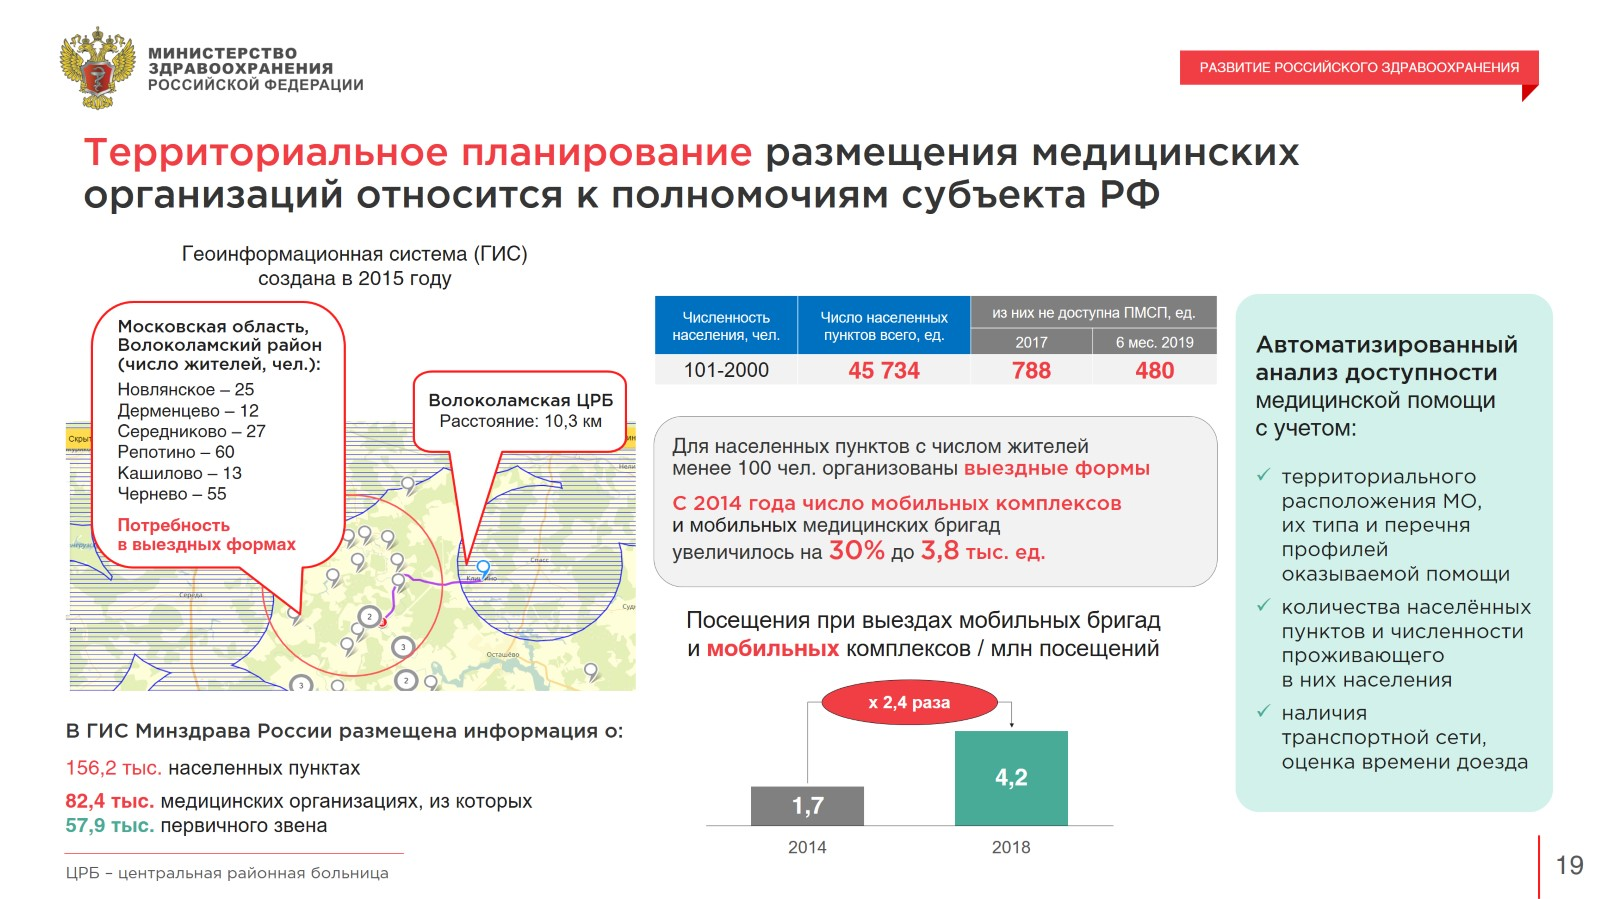 МИНИСТЕРСТВО
ЗДРАВООХРАНЕНИЯ
РОССИЙСКОЙ ФЕДЕРАЦИИ
РАЗВИТИЕ РОССИЙСКОГО ЗДРАВООХРАНЕНИЯ
Территориальное планирование размещения медицинских
организаций относится к полномочиям субъекта РФ
Геоинформационная система (ГИС)
создана в 2015 году
Московская область,
Волоколамский район
(число жителей, чел.):
Новлянское – 25
Дерменцево – 12
Середниково – 27
Репотино – 60
Кашилово – 13
Чернево – 55
Потребность
в выездных формах
Волоколамская ЦРБ
Расстояние: 10,3 км
Скрыт
Середа
Спасс
Осташёво
2
3
3
2
В ГИС Минздрава России размещена информация о:
156,2 тыс. населенных пунктах
82,4 тыс. медицинских организациях, из которых
57,9 тыс. первичного звена
ЦРБ – центральная районная больница
Численность населения, чел.
Число населенных пунктов всего, ед.
из них не доступна ПМСП, ед.
2017
6 мес. 2019
101-2000
45 734
788
480
Для населенных пунктов с числом жителей
менее 100 чел. организованы выездные формы
С 2014 года число мобильных комплексов
и мобильных медицинских бригад
увеличилось на 30% до 3,8 тыс. ед.
Посещения при выездах мобильных бригад
и мобильных комплексов / млн посещений
х 2,4 раза
1,7
4,2
2014
2018
Автоматизированный
анализ доступности
медицинской помощи
с учетом:
✓ территориального
расположения МО,
их типа и перечня
профилей
оказываемой помощи
✓ количества населённых
пунктов и численности
проживающего
в них населения
✓ наличия
транспортной сети,
оценка времени доезда
19